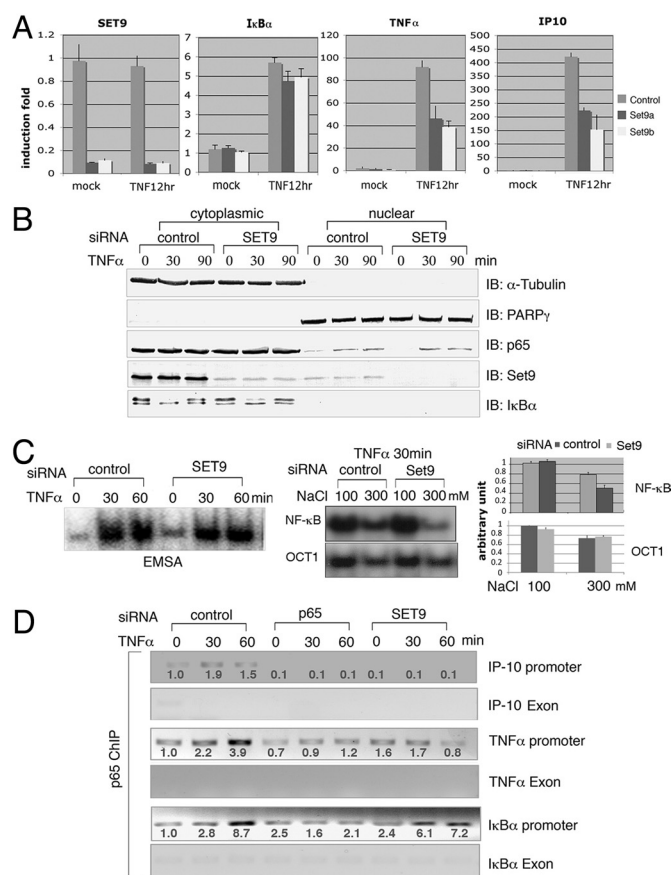 A
SET9 IκBα TNFα IP10
induction fold
1.2 7 120 500
1 6 100 450
0.8 5 80 400
0.6 4 60 350
0.4 3 40 300
0.2 2 20 250
0 1 0 200
0 150
100
50
0
mock TNF12hr mock TNF12hr mock TNF12hr mock TNF12hr
Control
Set9a
Set9b
B
cytoplasmic nuclear
siRNA control SET9 control SET9
TNFα 0 30 90 0 30 90 0 30 90 0 30 90 min
IB: α-Tubulin
IB: PARPγ
IB: p65
IB: Set9
IB: IκBα
C
siRNA control SET9
TNFα 0 30 60 0 30 60 min
EMSA
TNFα 30min
siRNA control Set9
NaCl 100 300 100 300 mM
NF-κB
OCT1
siRNA control Set9
arbitrary unit
1
0.8
0.6
0.4
0.2
0
NF-κB
1
0.8
0.6
0.4
0.2
0
OCT1
NaCl 100 300 mM
D
siRNA control p65 SET9
TNFα 0 30 60 0 30 60 0 30 60 min
p65 ChIP
1.0 1.9 1.5 0.1 0.1 0.1 0.1 0.1 0.1 IP-10 promoter
IP-10 Exon
TNFα promoter
1.0 2.2 3.9 0.7 0.9 1.2 1.6 1.7 0.8
TNFα Exon
IκBα promoter
1.0 2.8 8.7 2.5 1.6 2.1 2.4 6.1 7.2
IκBα Exon